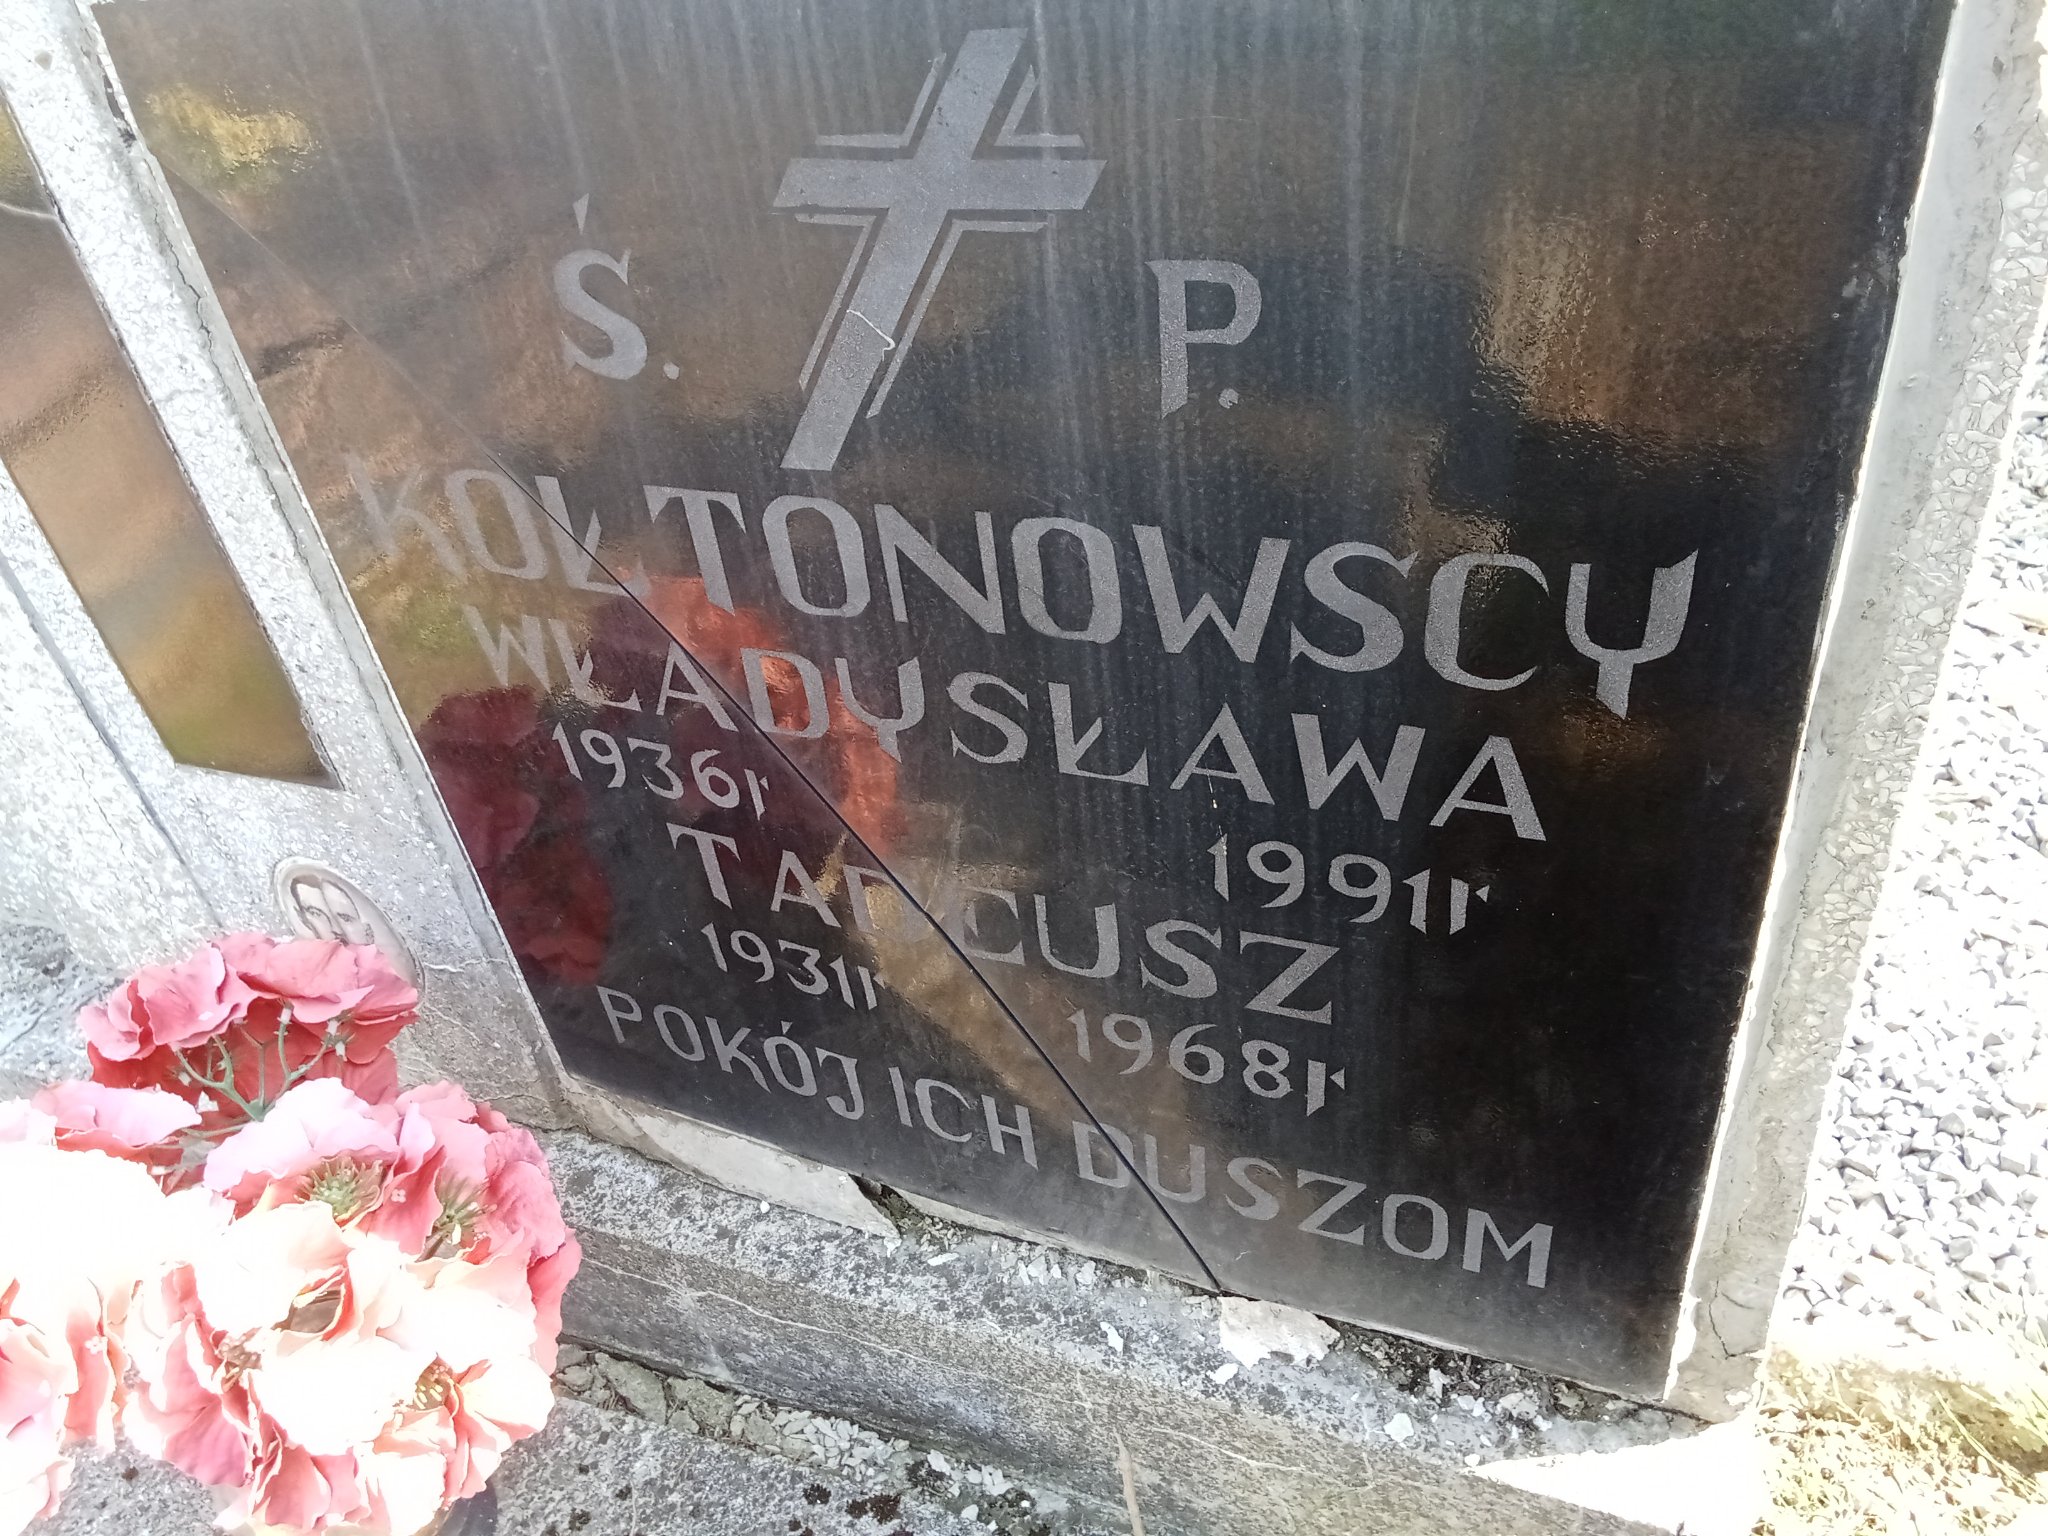 Ś. P.
KOŁTONOWSCY
WŁADYSŁAWA
1936r 1991r
TADEUSZ
1931r 1968r
POKÓJ ICH DUSZOM